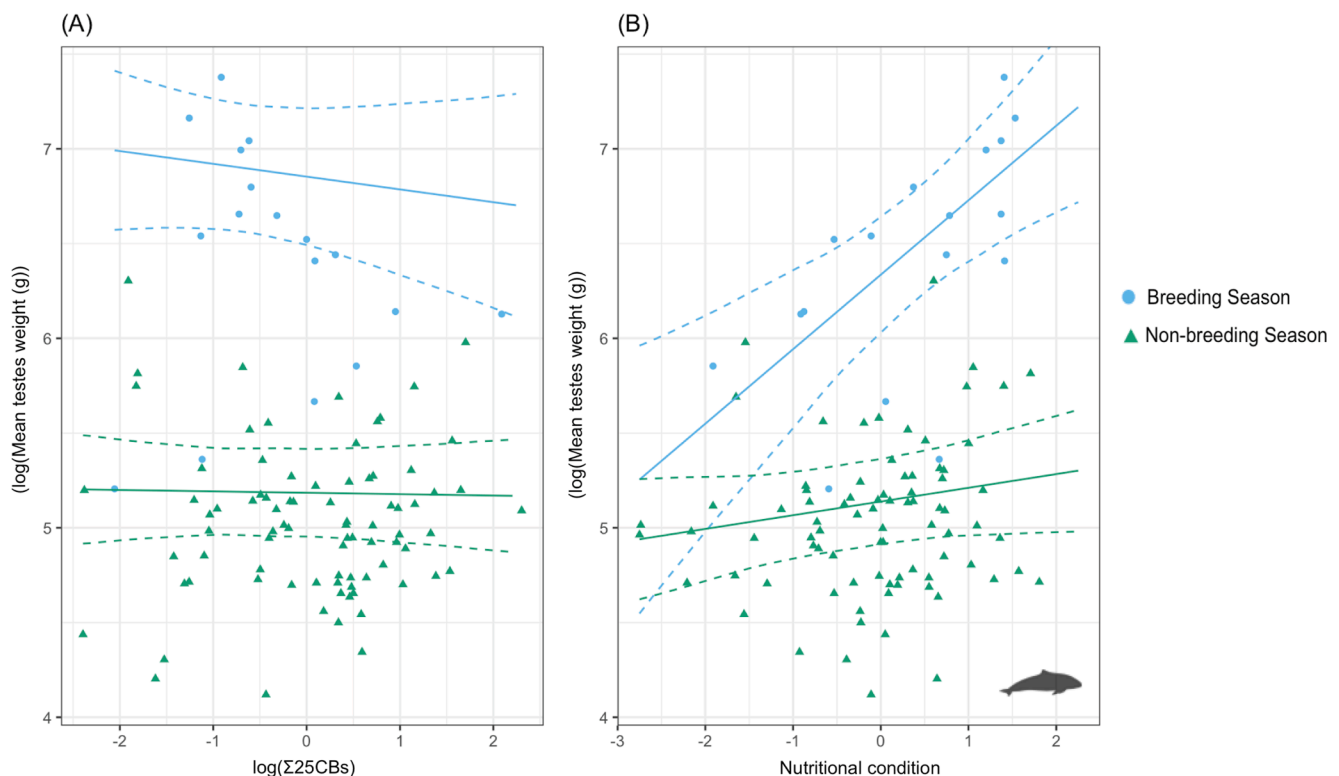 (A)
(B)
7
6
5
4
(log(Mean testes weight (g))
-2
-1
0
1
2
log(Σ25CBs)
7
6
5
4
(log(Mean testes weight (g))
-3
-2
-1
0
1
2
Nutritional condition
Breeding Season
Non-breeding Season